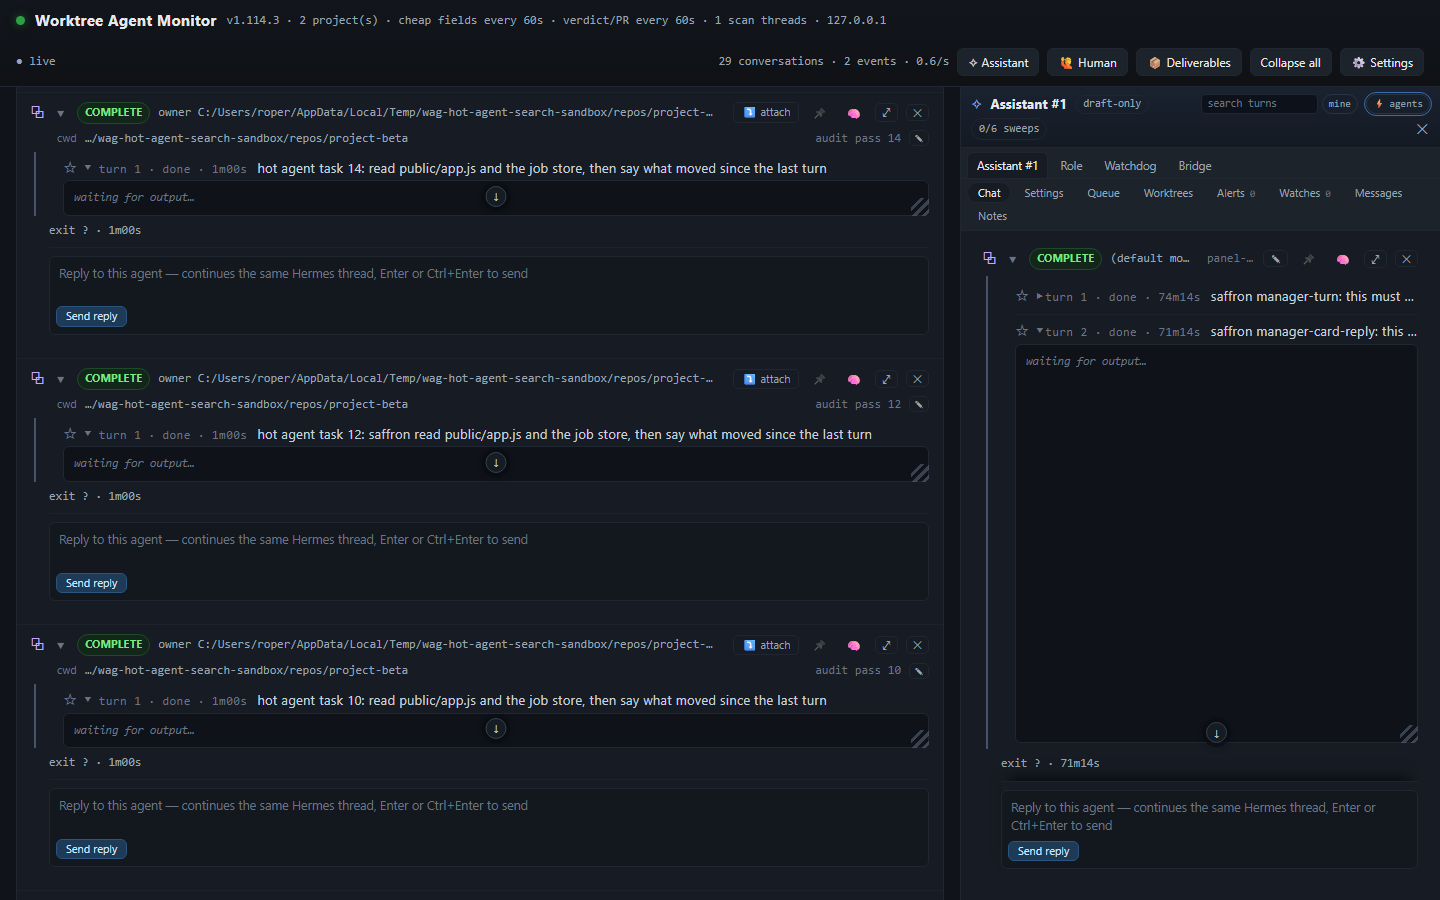 Worktree Agent Monitor v1.114.3 · 2 project(s) · cheap fields every 60s · verdict/PR every 60s · 1 scan threads · 127.0.0.1
live 29 conversations · 2 events · 0.6/s Assistant Human Deliverables Collapse all Settings
COMPLETE owner C:/Users/roper/AppData/Local/Temp/wag-hot-agent-search-sandbox/repos/project-… attach
cwd …/wag-hot-agent-search-sandbox/repos/project-beta audit pass 14
turn 1 · done · 1m00s hot agent task 14: read public/app.js and the job store, then say what moved since the last turn
waiting for output…
exit ? · 1m00s
Reply to this agent — continues the same Hermes thread, Enter or Ctrl+Enter to send
Send reply
COMPLETE owner C:/Users/roper/AppData/Local/Temp/wag-hot-agent-search-sandbox/repos/project-… attach
cwd …/wag-hot-agent-search-sandbox/repos/project-beta audit pass 12
turn 1 · done · 1m00s hot agent task 12: saffron read public/app.js and the job store, then say what moved since the last turn
waiting for output…
exit ? · 1m00s
Reply to this agent — continues the same Hermes thread, Enter or Ctrl+Enter to send
Send reply
COMPLETE owner C:/Users/roper/AppData/Local/Temp/wag-hot-agent-search-sandbox/repos/project-… attach
cwd …/wag-hot-agent-search-sandbox/repos/project-beta audit pass 10
turn 1 · done · 1m00s hot agent task 10: read public/app.js and the job store, then say what moved since the last turn
waiting for output…
exit ? · 1m00s
Reply to this agent — continues the same Hermes thread, Enter or Ctrl+Enter to send
Send reply
Assistant #1 draft-only search turns mine agents
0/6 sweeps
Assistant #1 Role Watchdog Bridge
Chat Settings Queue Worktrees Alerts 0 Watches 0 Messages
Notes
COMPLETE (default mo… panel-…
turn 1 · done · 74m14s saffron manager-turn: this must …
turn 2 · done · 71m14s saffron manager-card-reply: this …
waiting for output…
exit ? · 71m14s
Reply to this agent — continues the same Hermes thread, Enter or
Ctrl+Enter to send
Send reply